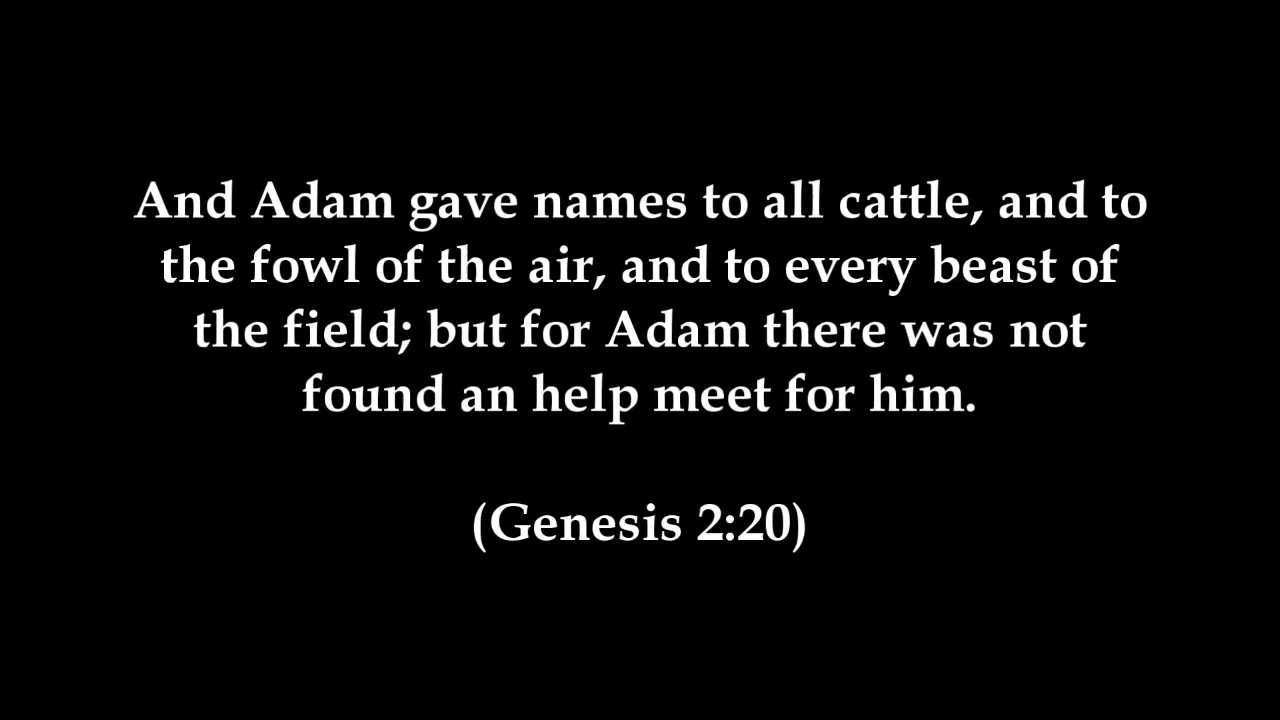 And Adam gave names to all cattle, and to
the fowl of the air, and to every beast of
the field; but for Adam there was not
found an help meet for him.
(Genesis 2:20)